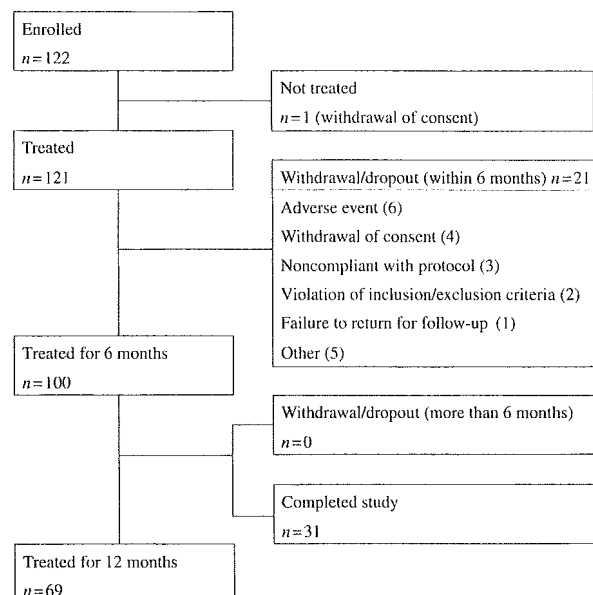 Enrolled
n=122
Not treated
n=1 (withdrawal of consent)
Treated
n=121
Withdrawal/dropout (within 6 months) n=21
Adverse event (6)
Withdrawal of consent (4)
Noncompliant with protocol (3)
Violation of inclusion/exclusion criteria (2)
Failure to return for follow-up (1)
Other (5)
Treated for 6 months
n=100
Withdrawal/dropout (more than 6 months)
n=0
Completed study
n=31
Treated for 12 months
n=69